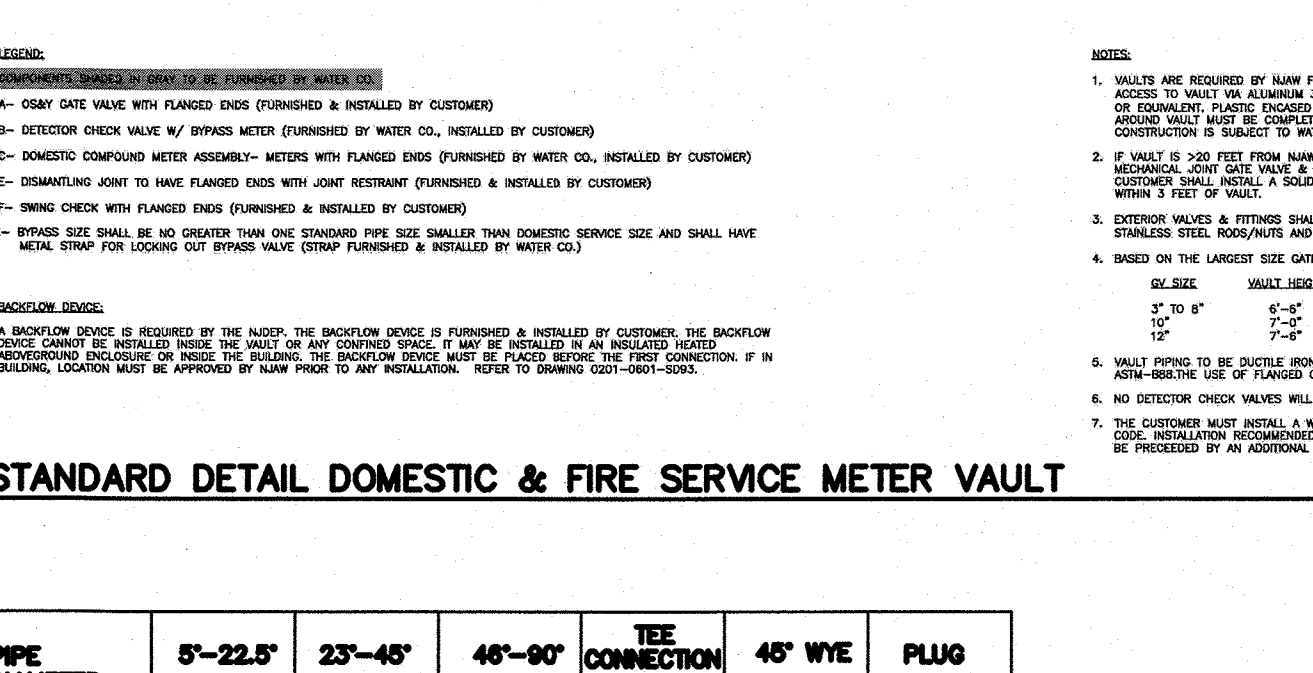 LEGEND:
COMPONENTS SHADED IN GRAY TO BE FURNISHED BY WATER CO.
A- OS&Y GATE VALVE WITH FLANGED ENDS (FURNISHED & INSTALLED BY CUSTOMER)
B- DETECTOR CHECK VALVE W/ BYPASS METER (FURNISHED BY WATER CO., INSTALLED BY CUSTOMER)
C- DOMESTIC COMPOUND METER ASSEMBLY- METERS WITH FLANGED ENDS (FURNISHED BY WATER CO., INSTALLED BY CUSTOMER)
E- DISMANTLING JOINT TO HAVE FLANGED ENDS WITH JOINT RESTRAINT (FURNISHED & INSTALLED BY CUSTOMER)
F- SWING CHECK WITH FLANGED ENDS (FURNISHED & INSTALLED BY CUSTOMER)
- BYPASS SIZE SHALL BE NO GREATER THAN ONE STANDARD PIPE SIZE SMALLER THAN DOMESTIC SERVICE SIZE AND SHALL HAVE
METAL STRAP FOR LOCKING OUT BYPASS VALVE (STRAP FURNISHED & INSTALLED BY WATER CO.)
BACKFLOW DEVICE:
A BACKFLOW DEVICE IS REQUIRED BY THE NJDEP. THE BACKFLOW DEVICE IS FURNISHED & INSTALLED BY CUSTOMER. THE BACKFLOW
DEVICE CANNOT BE INSTALLED INSIDE THE VAULT OR ANY CONFINED SPACE. IT MAY BE INSTALLED IN AN INSULATED HEATED
ABOVEGROUND ENCLOSURE OR INSIDE THE BUILDING. THE BACKFLOW DEVICE MUST BE PLACED BEFORE THE FIRST CONNECTION. IF IN
BUILDING, LOCATION MUST BE APPROVED BY NJAW PRIOR TO ANY INSTALLATION. REFER TO DRAWING 0201-0601-SD93.
NOTES:
1. VAULTS ARE REQUIRED BY NJAW F
ACCESS TO VAULT VIA ALUMINUM
OR EQUIVALENT. PLASTIC ENCASED
AROUND VAULT MUST BE COMPLET
CONSTRUCTION IS SUBJECT TO WA
2. IF VAULT IS >20 FEET FROM NJAW
MECHANICAL JOINT GATE VALVE &
CUSTOMER SHALL INSTALL A SOLID
WITHIN 3 FEET OF VAULT.
3. EXTERIOR VALVES & FITTINGS SHAL
STAINLESS STEEL RODS/NUTS AND
4. BASED ON THE LARGEST SIZE GATE
GV SIZE VAULT HEIG
3" TO 8" 6'-6"
10" 7'-0"
12" 7'-6"
5. VAULT PIPING TO BE DUCTILE IRON
ASTM-B88.THE USE OF FLANGED
6. NO DETECTOR CHECK VALVES WILL
7. THE CUSTOMER MUST INSTALL A W
CODE. INSTALLATION RECOMMENDED
BE PRECEEDED BY AN ADDITIONAL
STANDARD DETAIL DOMESTIC & FIRE SERVICE METER VAULT
PIPE 5°-22.5° 23°-45° 46°-90° TEE CONNECTION 45° WYE PLUG